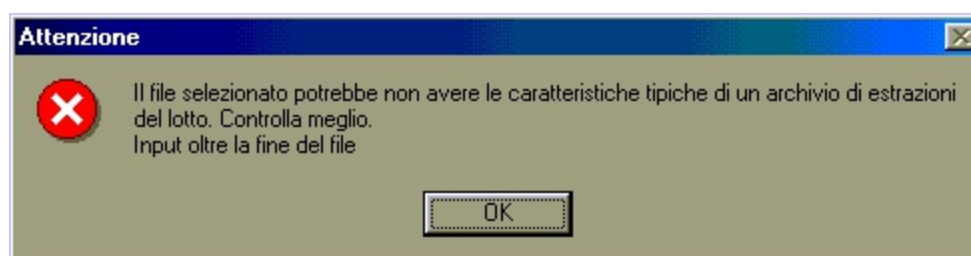 Attenzione
Il file selezionato potrebbe non avere le caratteristiche tipiche di un archivio di estrazioni
del lotto. Controlla meglio.
Input oltre la fine del file
OK